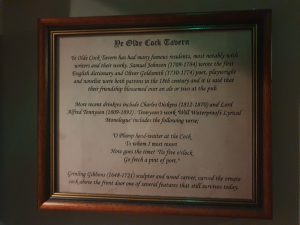 Ye Olde Cock Tavern
Ye Olde Cock Tavern has had many famous residents, most notably with
writers and their works. Samuel Johnson (1709-1784) wrote the first
English dictionary and Oliver Goldsmith (1730-1774) poet, playwright
and novelist were both patrons in the 18th century and it is said that
their friendship blossomed over an ale or two at the pub.
More recent drinkers include Charles Dickens (1812-1870) and Lord
Alfred Tennyson (1809-1892). Tennyson's work 'Will Waterproof's Lyrical
Monologue' includes the following verse;
'O Plump head-waiter at the Cock
To whom I most resort
How goes the time? 'Tis five o'clock
Go fetch a pint of port.'
Grinling Gibbons (1648-1721) sculptor and wood carver, carved the ornate
cock above the front door one of several features that still survives today.